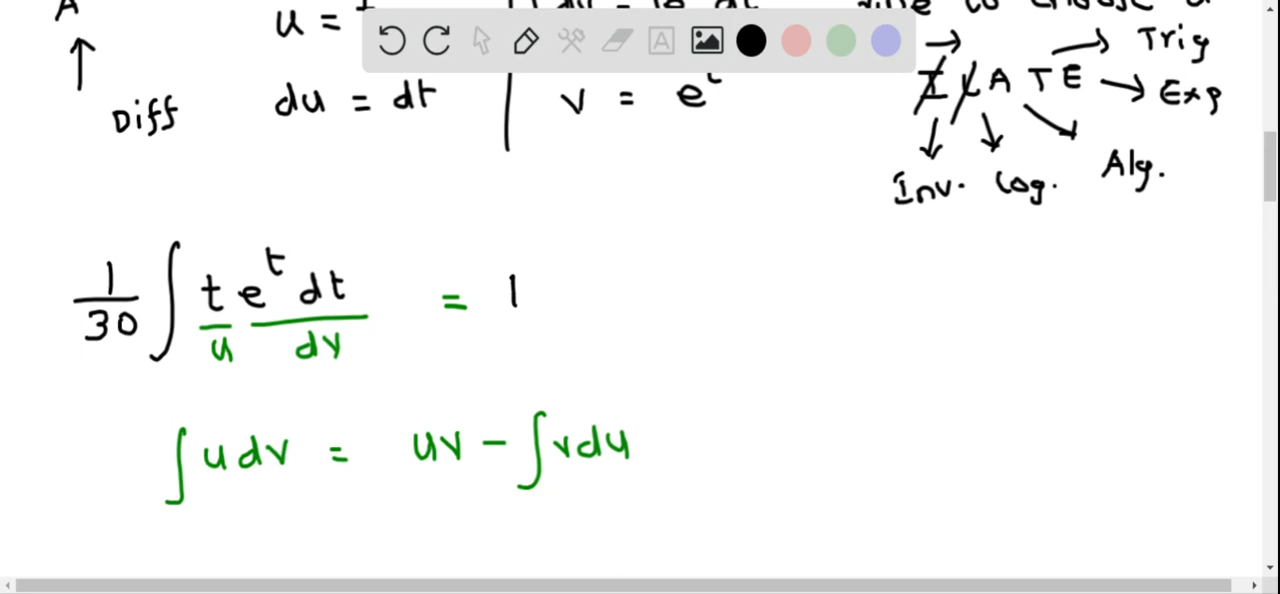 A
u =
Diff
du = dt
v = e^t
I L A T E
Trig
Exp
Inv. Log. Alg.
1/30 ∫ t e^t dt = 1
u dv
∫ u dv = uv - ∫ v du